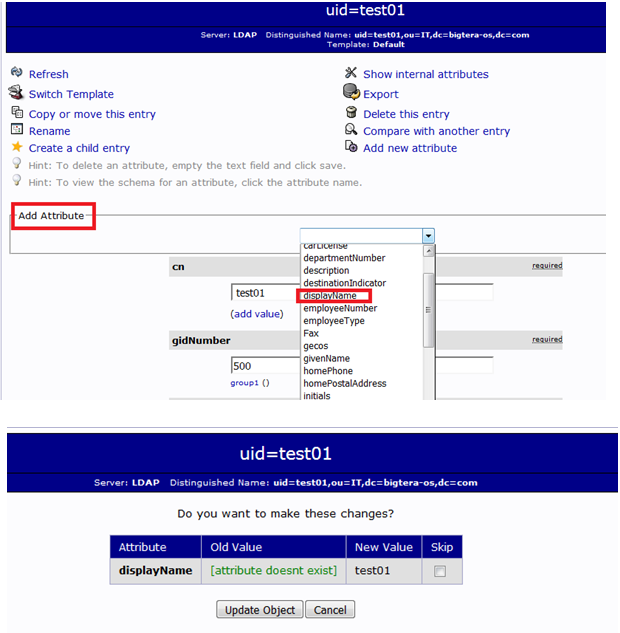 uid=test01
Server: LDAP Distinguished Name: uid=test01,ou=IT,dc=bigtera-os,dc=com
Template: Default
Refresh
Show internal attributes
Switch Template
Export
Copy or move this entry
Delete this entry
Rename
Compare with another entry
Create a child entry
Add new attribute
Hint: To delete an attribute, empty the text field and click save.
Hint: To view the schema for an attribute, click the attribute name.
Add Attribute
carLicense
departmentNumber
description
destinationIndicator
displayName
employeeNumber
employeeType
Fax
gecos
givenName
homePhone
homePostalAddress
initials
cn required
test01
(add value)
gidNumber required
500
group1 ()
uid=test01
Server: LDAP Distinguished Name: uid=test01,ou=IT,dc=bigtera-os,dc=com
Do you want to make these changes?
Attribute Old Value New Value Skip
displayName [attribute doesnt exist] test01
Update Object Cancel